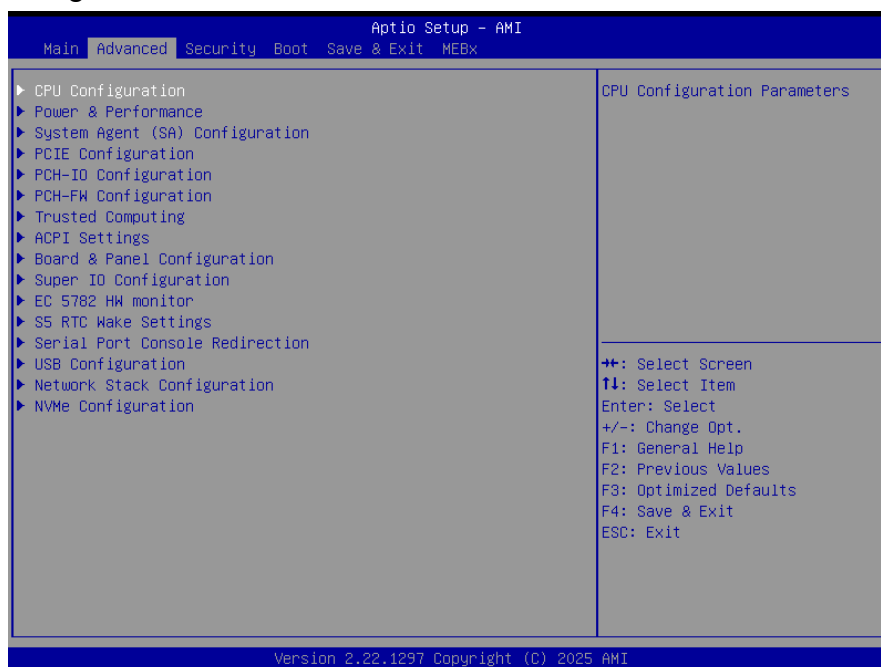 Aptio Setup - AMI
Main Advanced Security Boot Save & Exit MEBx
▶ CPU Configuration
▶ Power & Performance
▶ System Agent (SA) Configuration
▶ PCIE Configuration
▶ PCH-IO Configuration
▶ PCH-FW Configuration
▶ Trusted Computing
▶ ACPI Settings
▶ Board & Panel Configuration
▶ Super IO Configuration
▶ EC 5782 HW monitor
▶ S5 RTC Wake Settings
▶ Serial Port Console Redirection
▶ USB Configuration
▶ Network Stack Configuration
▶ NVMe Configuration
CPU Configuration Parameters
→←: Select Screen
↑↓: Select Item
Enter: Select
+/-: Change Opt.
F1: General Help
F2: Previous Values
F3: Optimized Defaults
F4: Save & Exit
ESC: Exit
Version 2.22.1297 Copyright (C) 2025 AMI